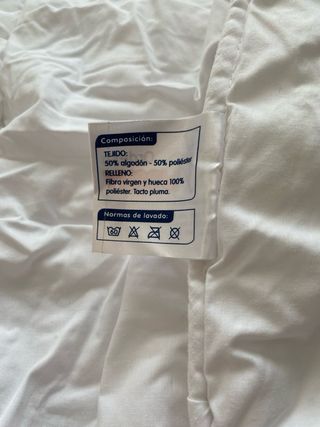 Composición:
TEJIDO:
50% algodón - 50% poliéster
RELLENO:
Fibra virgen y hueca 100%
poliéster. Tacto pluma.
Normas de lavado: